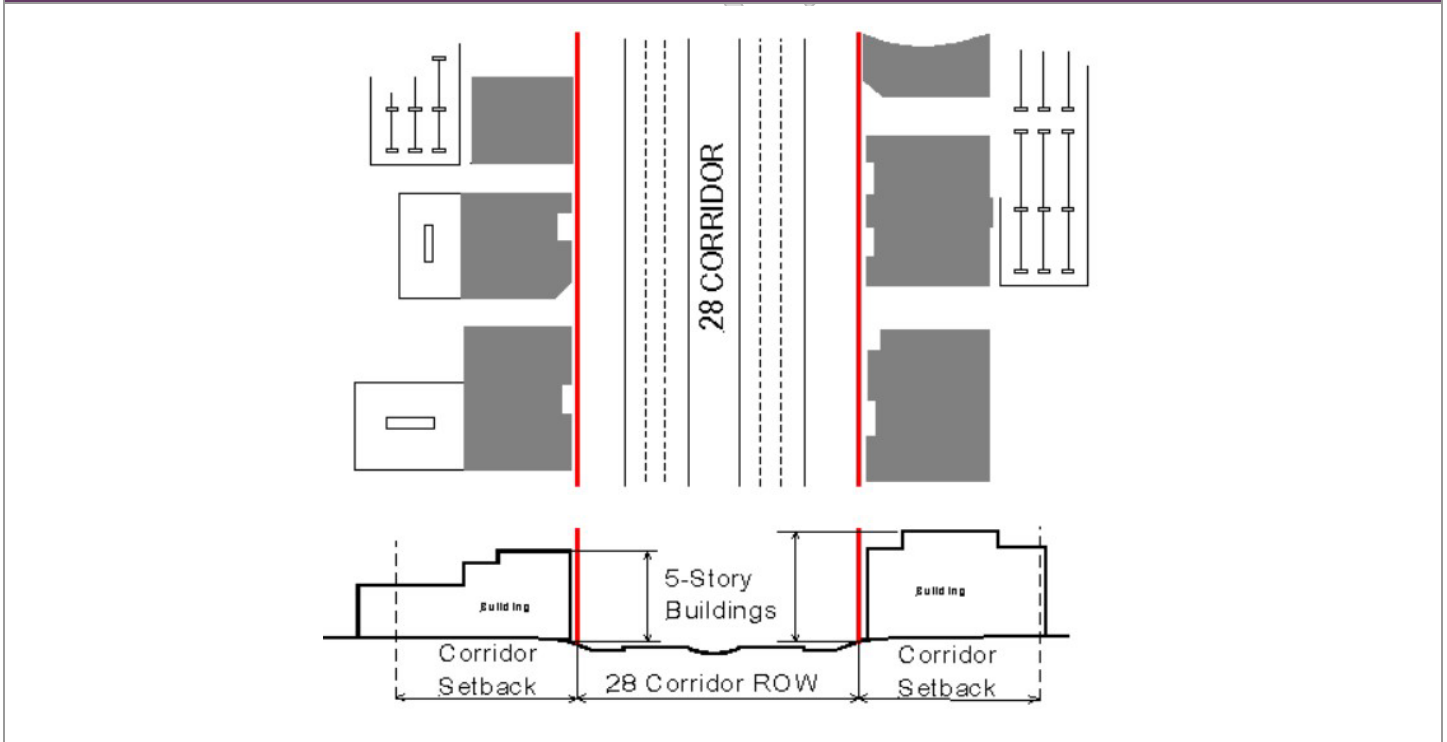 28 CORRIDOR
5-Story
Buildings
Building
Building
Corridor
Setback
28 Corridor ROW
Corridor
Setback